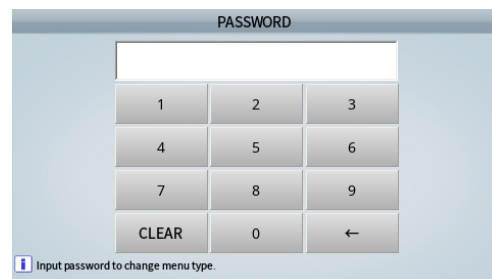 PASSWORD
1 2 3
4 5 6
7 8 9
CLEAR 0 ←
i Input password to change menu type.